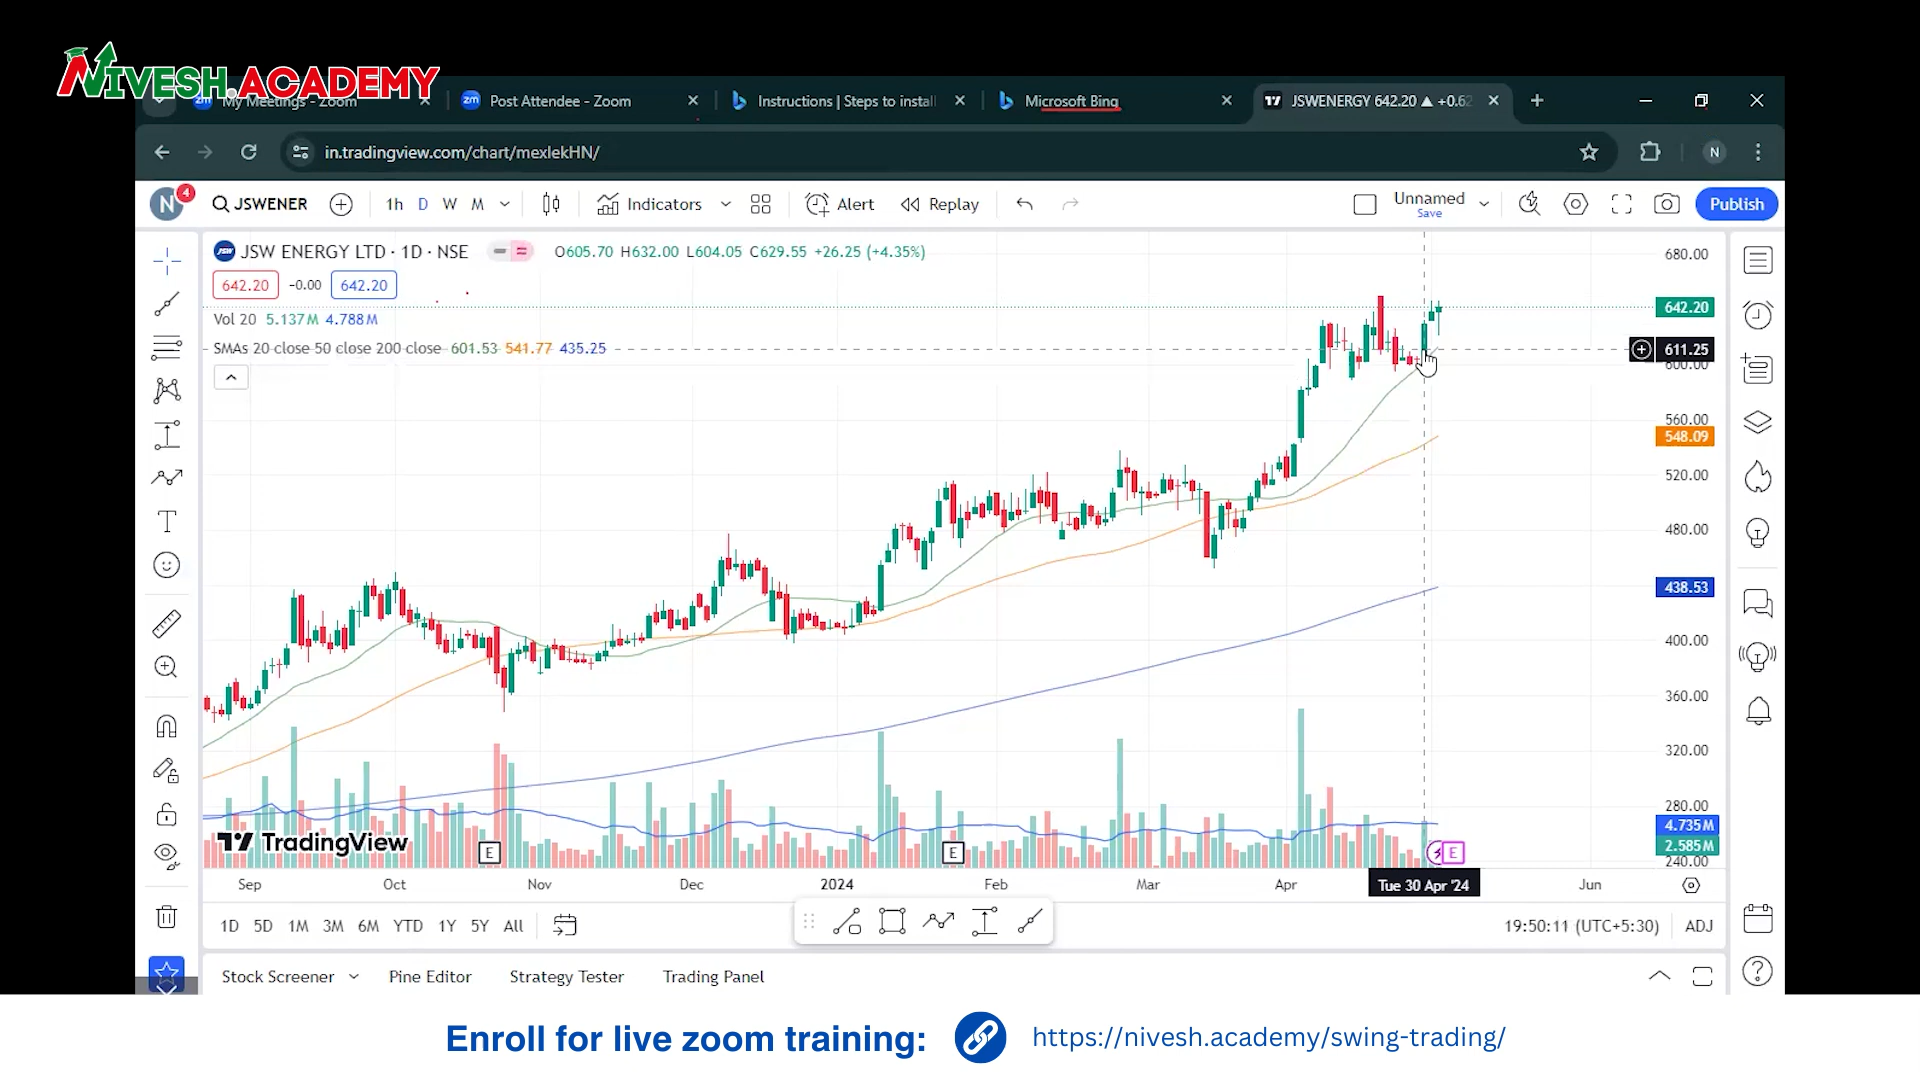 NIVESH.ACADEMY
My Meetings - Zoom
Post Attendee - Zoom
Instructions | Steps to install
Microsoft Bing
JSWENERGY 642.20 ▲ +0.62
in.tradingview.com/chart/mexlekHN/
N
N
4
JSWENER
1h D W M
Indicators
Alert
Replay
Unnamed
Save
Publish
JSW ENERGY LTD · 1D · NSE
O605.70 H632.00 L604.05 C629.55 +26.25 (+4.35%)
642.20 -0.00 642.20
Vol 20 5.137M 4.788M
SMAs 20 close 50 close 200 close 601.53 541.77 435.25
680.00
642.20
611.25
600.00
560.00
548.09
520.00
480.00
438.53
400.00
360.00
320.00
280.00
4.735M
2.585M
240.00
TradingView
E
E
E
Sep Oct Nov Dec 2024 Feb Mar Apr Tue 30 Apr '24 Jun
1D 5D 1M 3M 6M YTD 1Y 5Y All
19:50:11 (UTC+5:30) ADJ
Stock Screener Pine Editor Strategy Tester Trading Panel
Enroll for live zoom training: https://nivesh.academy/swing-trading/